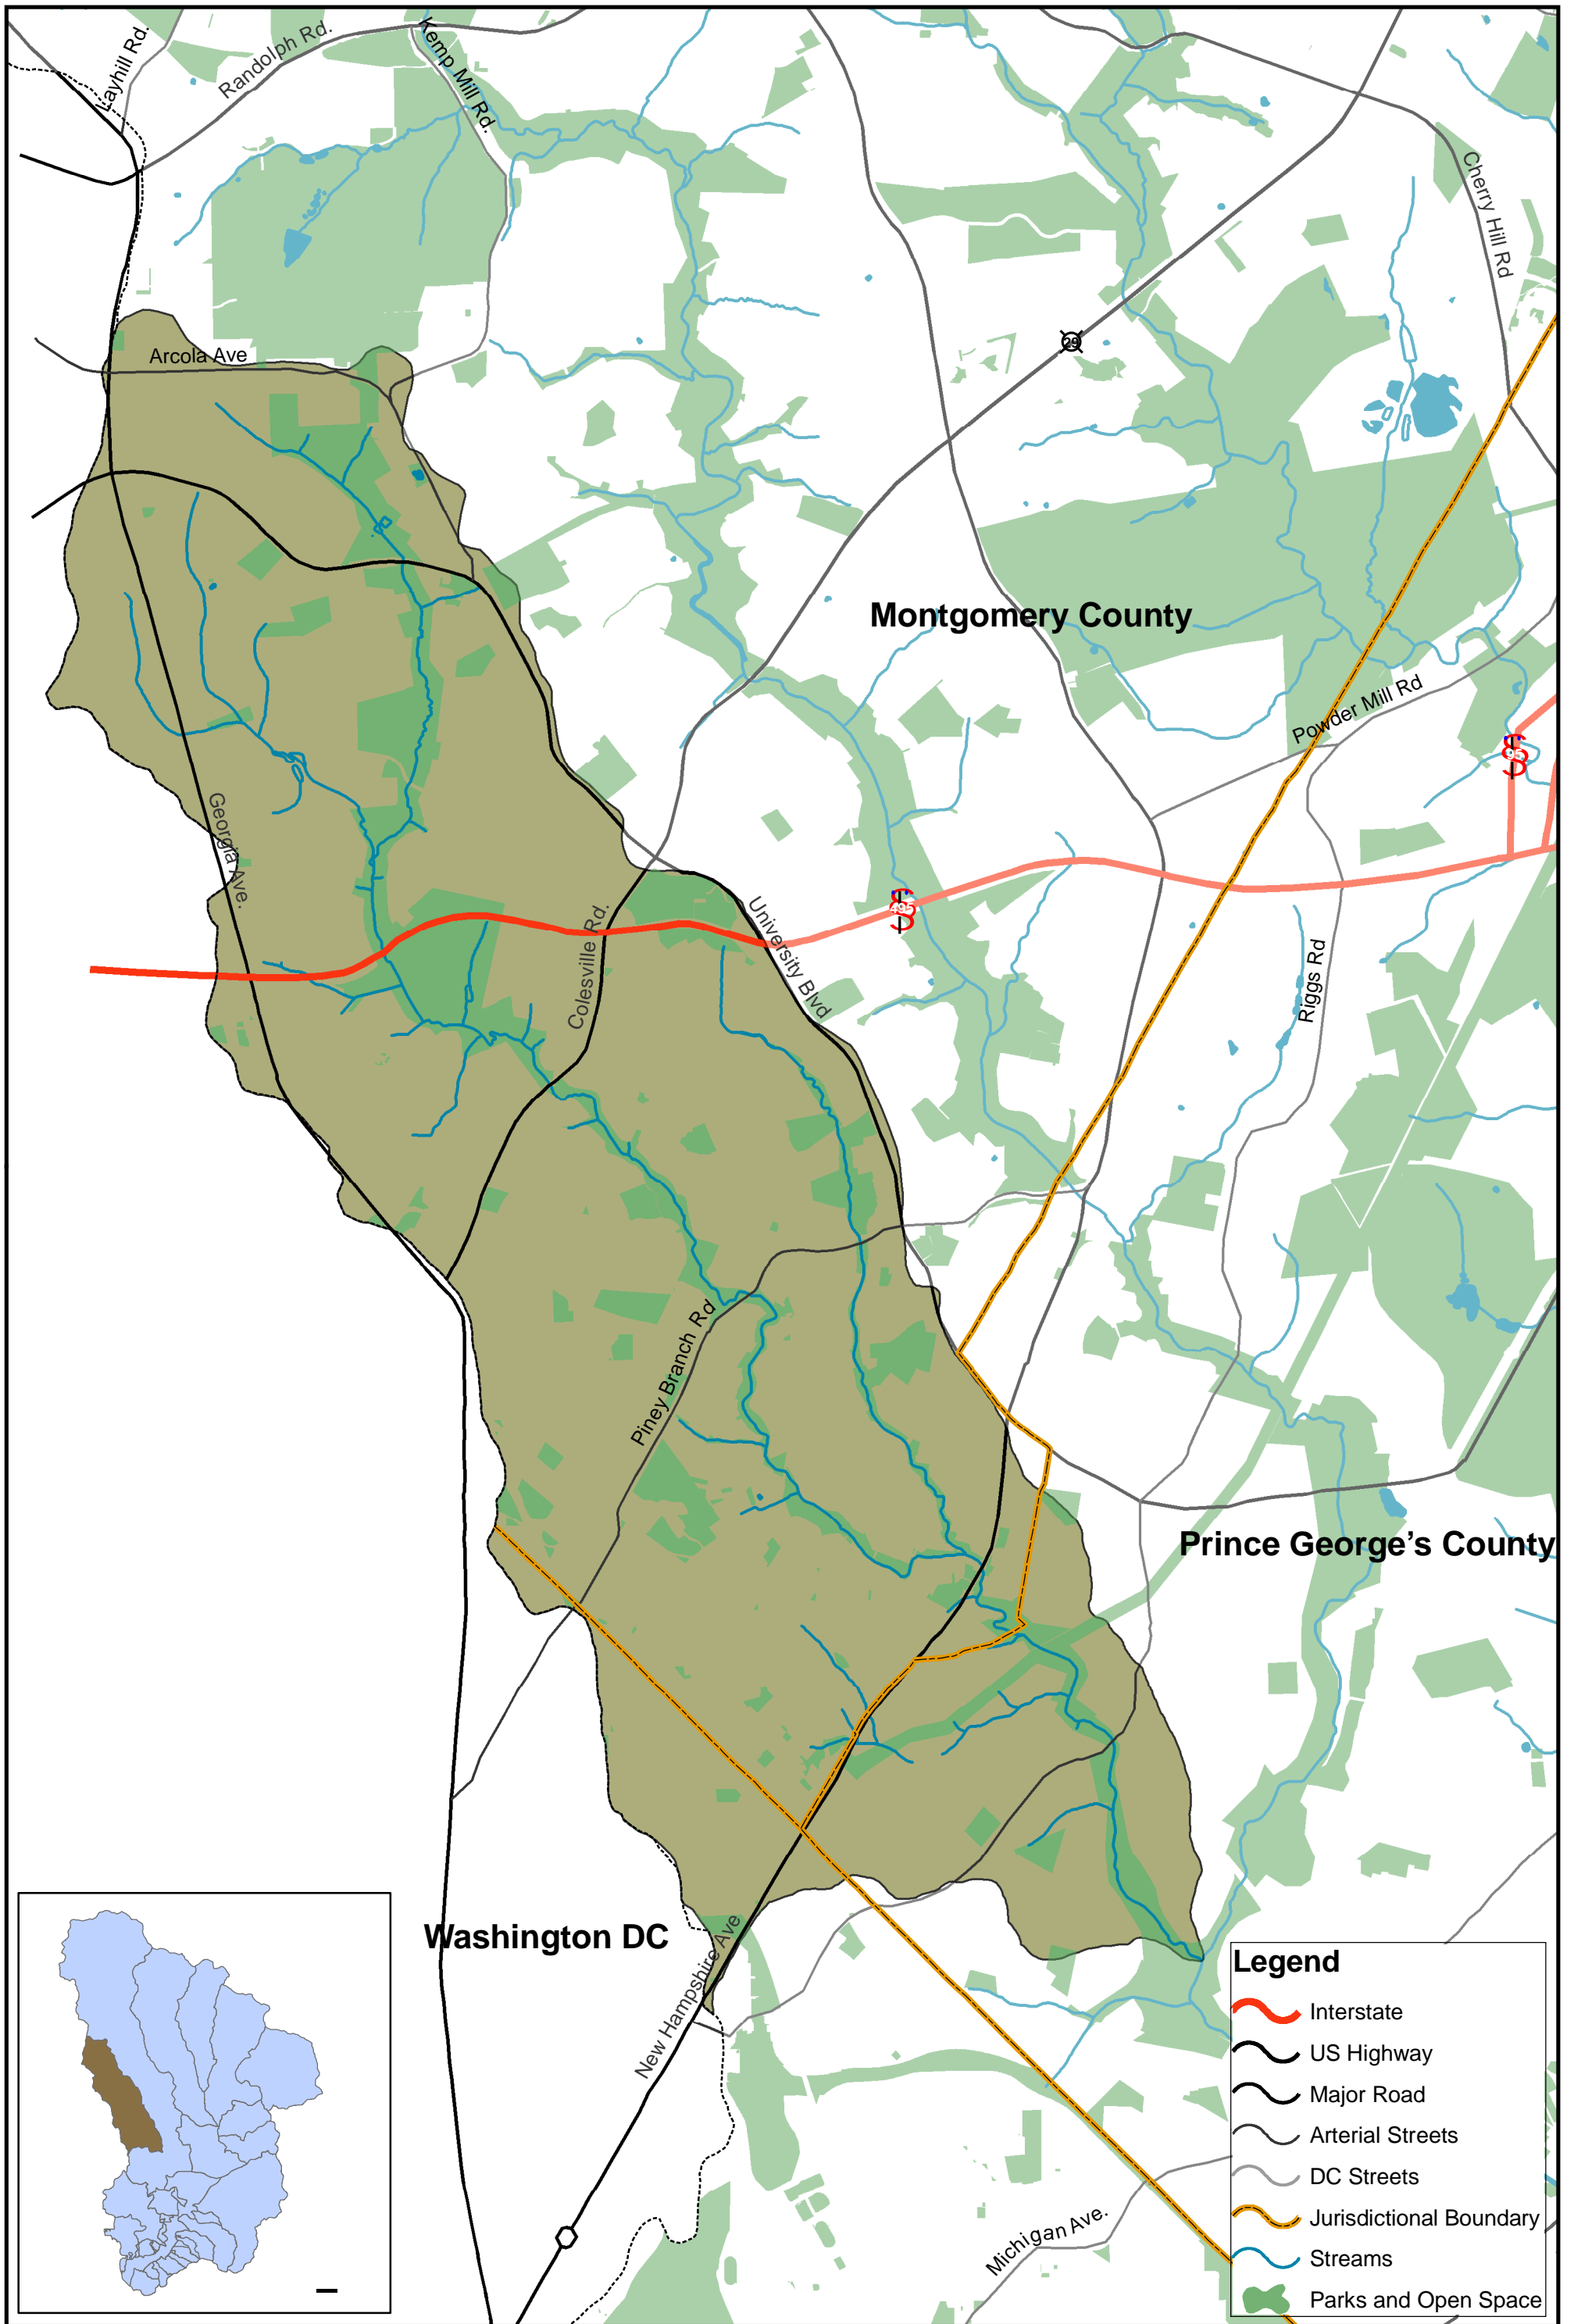 Layhill Rd.
Randolph Rd.
Kemp Mill Rd.
Cherry Hill Rd
29
Arcola Ave
Montgomery County
Powder Mill Rd
95
Georgia Ave.
495
University Blvd
Colesville Rd.
Riggs Rd
Piney Branch Rd
Prince George's County
Washington DC
New Hampshire Ave
Michigan Ave.
Legend
Interstate
US Highway
Major Road
Arterial Streets
DC Streets
Jurisdictional Boundary
Streams
Parks and Open Space